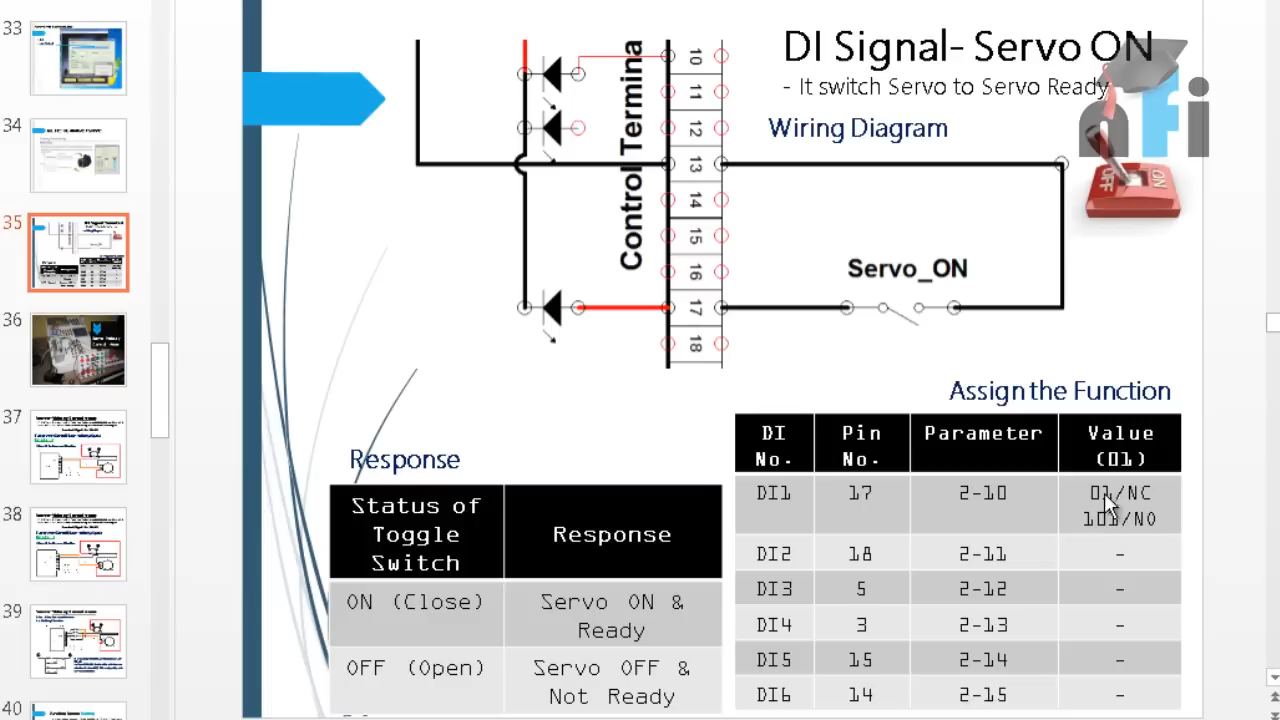 33
34
35
36
37
38
39
40
DI Signal- Servo ON
- It switch Servo to Servo Ready
afi
OFF
ON
Wiring Diagram
Control Termina
10
11
12
13
14
15
16
17
18
Servo_ON
Assign the Function
DI No. Pin No. Parameter Value (01)
DI1 17 2-10 01/NC
101/NO
DI2 18 2-11 -
DI3 5 2-12 -
DI4 3 2-13 -
2-14 -
DI6 14 2-15 -
Response
Status of
Toggle
Switch
Response
ON (Close) Servo ON &
Ready
OFF (Open) Servo OFF &
Not Ready